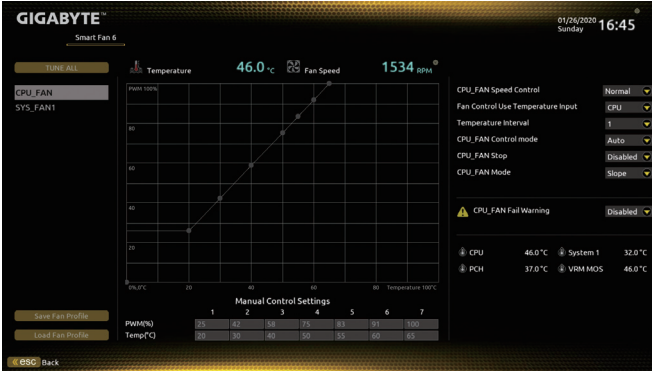 GIGABYTE™
01/26/2020 Sunday 16:45
Smart Fan 6
TUNE ALL
CPU_FAN
SYS_FAN1
Save Fan Profile
Load Fan Profile
Temperature 46.0 °C Fan Speed 1534 RPM
PWM 100%
80
60
40
20
0%,0°C 20 40 60 80 Temperature 100°C
Manual Control Settings
1 2 3 4 5 6 7
PWM(%) 25 42 58 75 83 91 100
Temp(°C) 20 30 40 50 55 60 65
CPU_FAN Speed Control Normal
Fan Control Use Temperature Input CPU
Temperature Interval 1
CPU_FAN Control mode Auto
CPU_FAN Stop Disabled
CPU_FAN Mode Slope
CPU_FAN Fail Warning Disabled
CPU 46.0°C System 1 32.0°C
PCH 37.0°C VRM MOS 46.0°C
esc Back